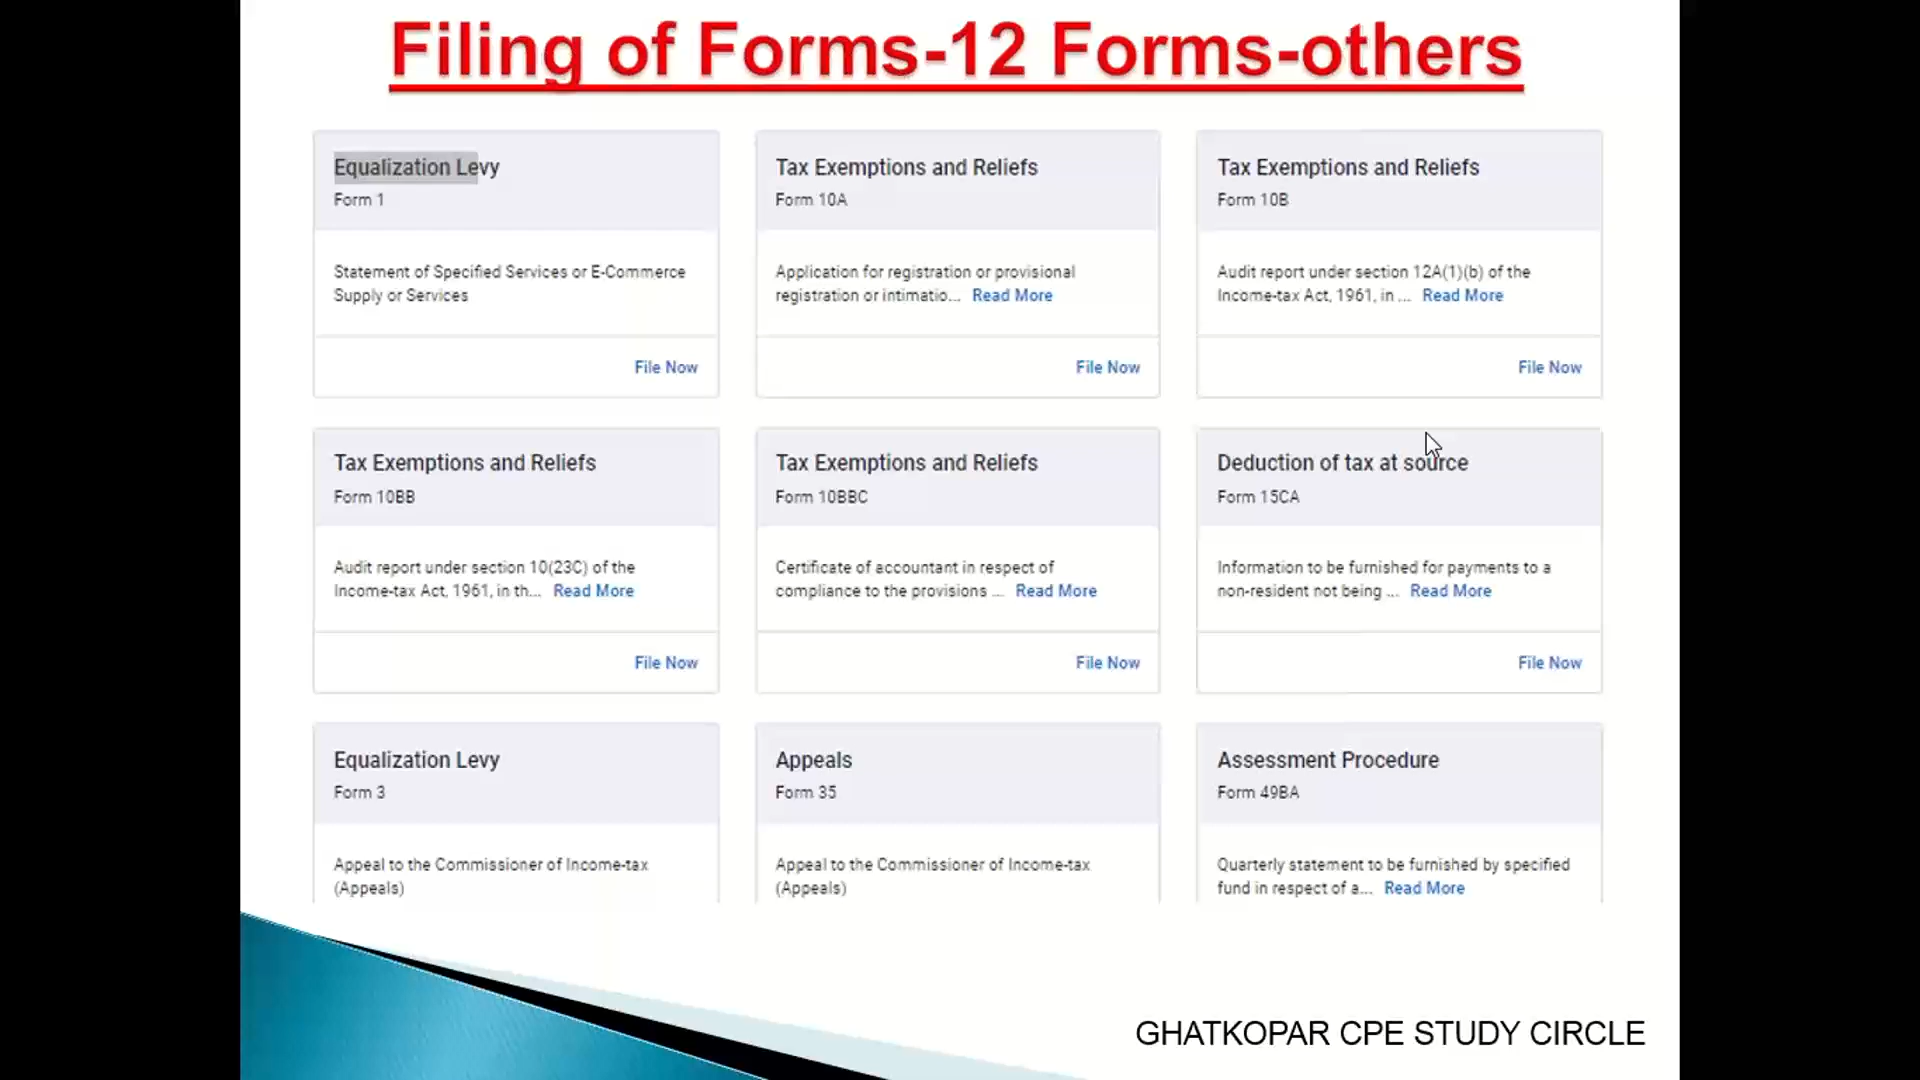 Filing of Forms-12 Forms-others
Equalization Levy
Form 1
Statement of Specified Services or E-Commerce
Supply or Services
File Now
Tax Exemptions and Reliefs
Form 10A
Application for registration or provisional
registration or intimatio... Read More
File Now
Tax Exemptions and Reliefs
Form 10B
Audit report under section 12A(1)(b) of the
Income-tax Act, 1961, in ... Read More
File Now
Tax Exemptions and Reliefs
Form 10BB
Audit report under section 10(23C) of the
Income-tax Act, 1961, in th... Read More
File Now
Tax Exemptions and Reliefs
Form 10BBC
Certificate of accountant in respect of
compliance to the provisions ... Read More
File Now
Deduction of tax at source
Form 15CA
Information to be furnished for payments to a
non-resident not being ... Read More
File Now
Equalization Levy
Form 3
Appeal to the Commissioner of Income-tax
(Appeals)
Appeals
Form 35
Appeal to the Commissioner of Income-tax
(Appeals)
Assessment Procedure
Form 49BA
Quarterly statement to be furnished by specified
fund in respect of a... Read More
GHATKOPAR CPE STUDY CIRCLE